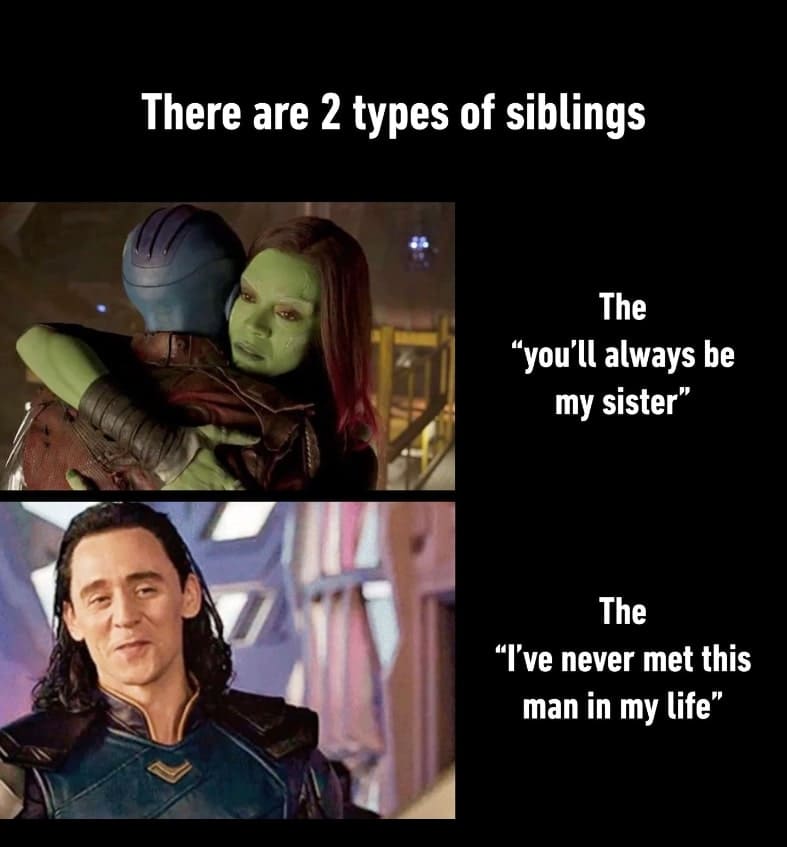 There are 2 types of siblings
The
“you’ll always be
my sister”
The
“I’ve never met this
man in my life”